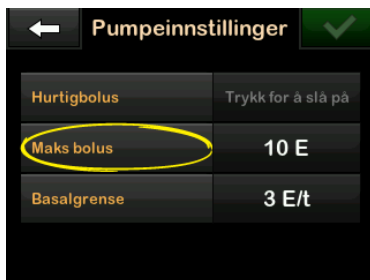 Pumpeinnstillinger
Hurtigbolus Trykk for å slå på
Maks bolus 10 E
Basalgrense 3 E/t